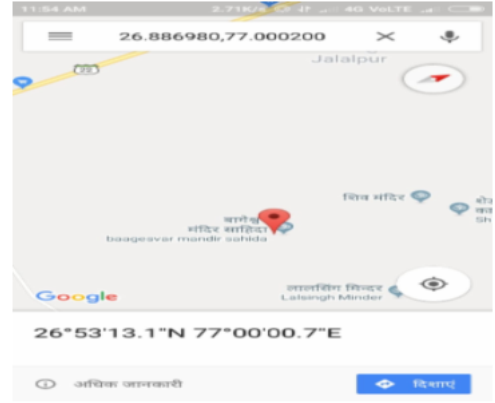 11:54 AM
4G VoLTE
26.886980,77.000200
Jalalpur
शिव मंदिर
Sh
मंदिर साहिदा
baagesvar mandir sahida
लालसिंग मिन्दर
Lalsingh Minder
Google
26°53'13.1"N 77°00'00.7"E
अधिक जानकारी
दिशाएं